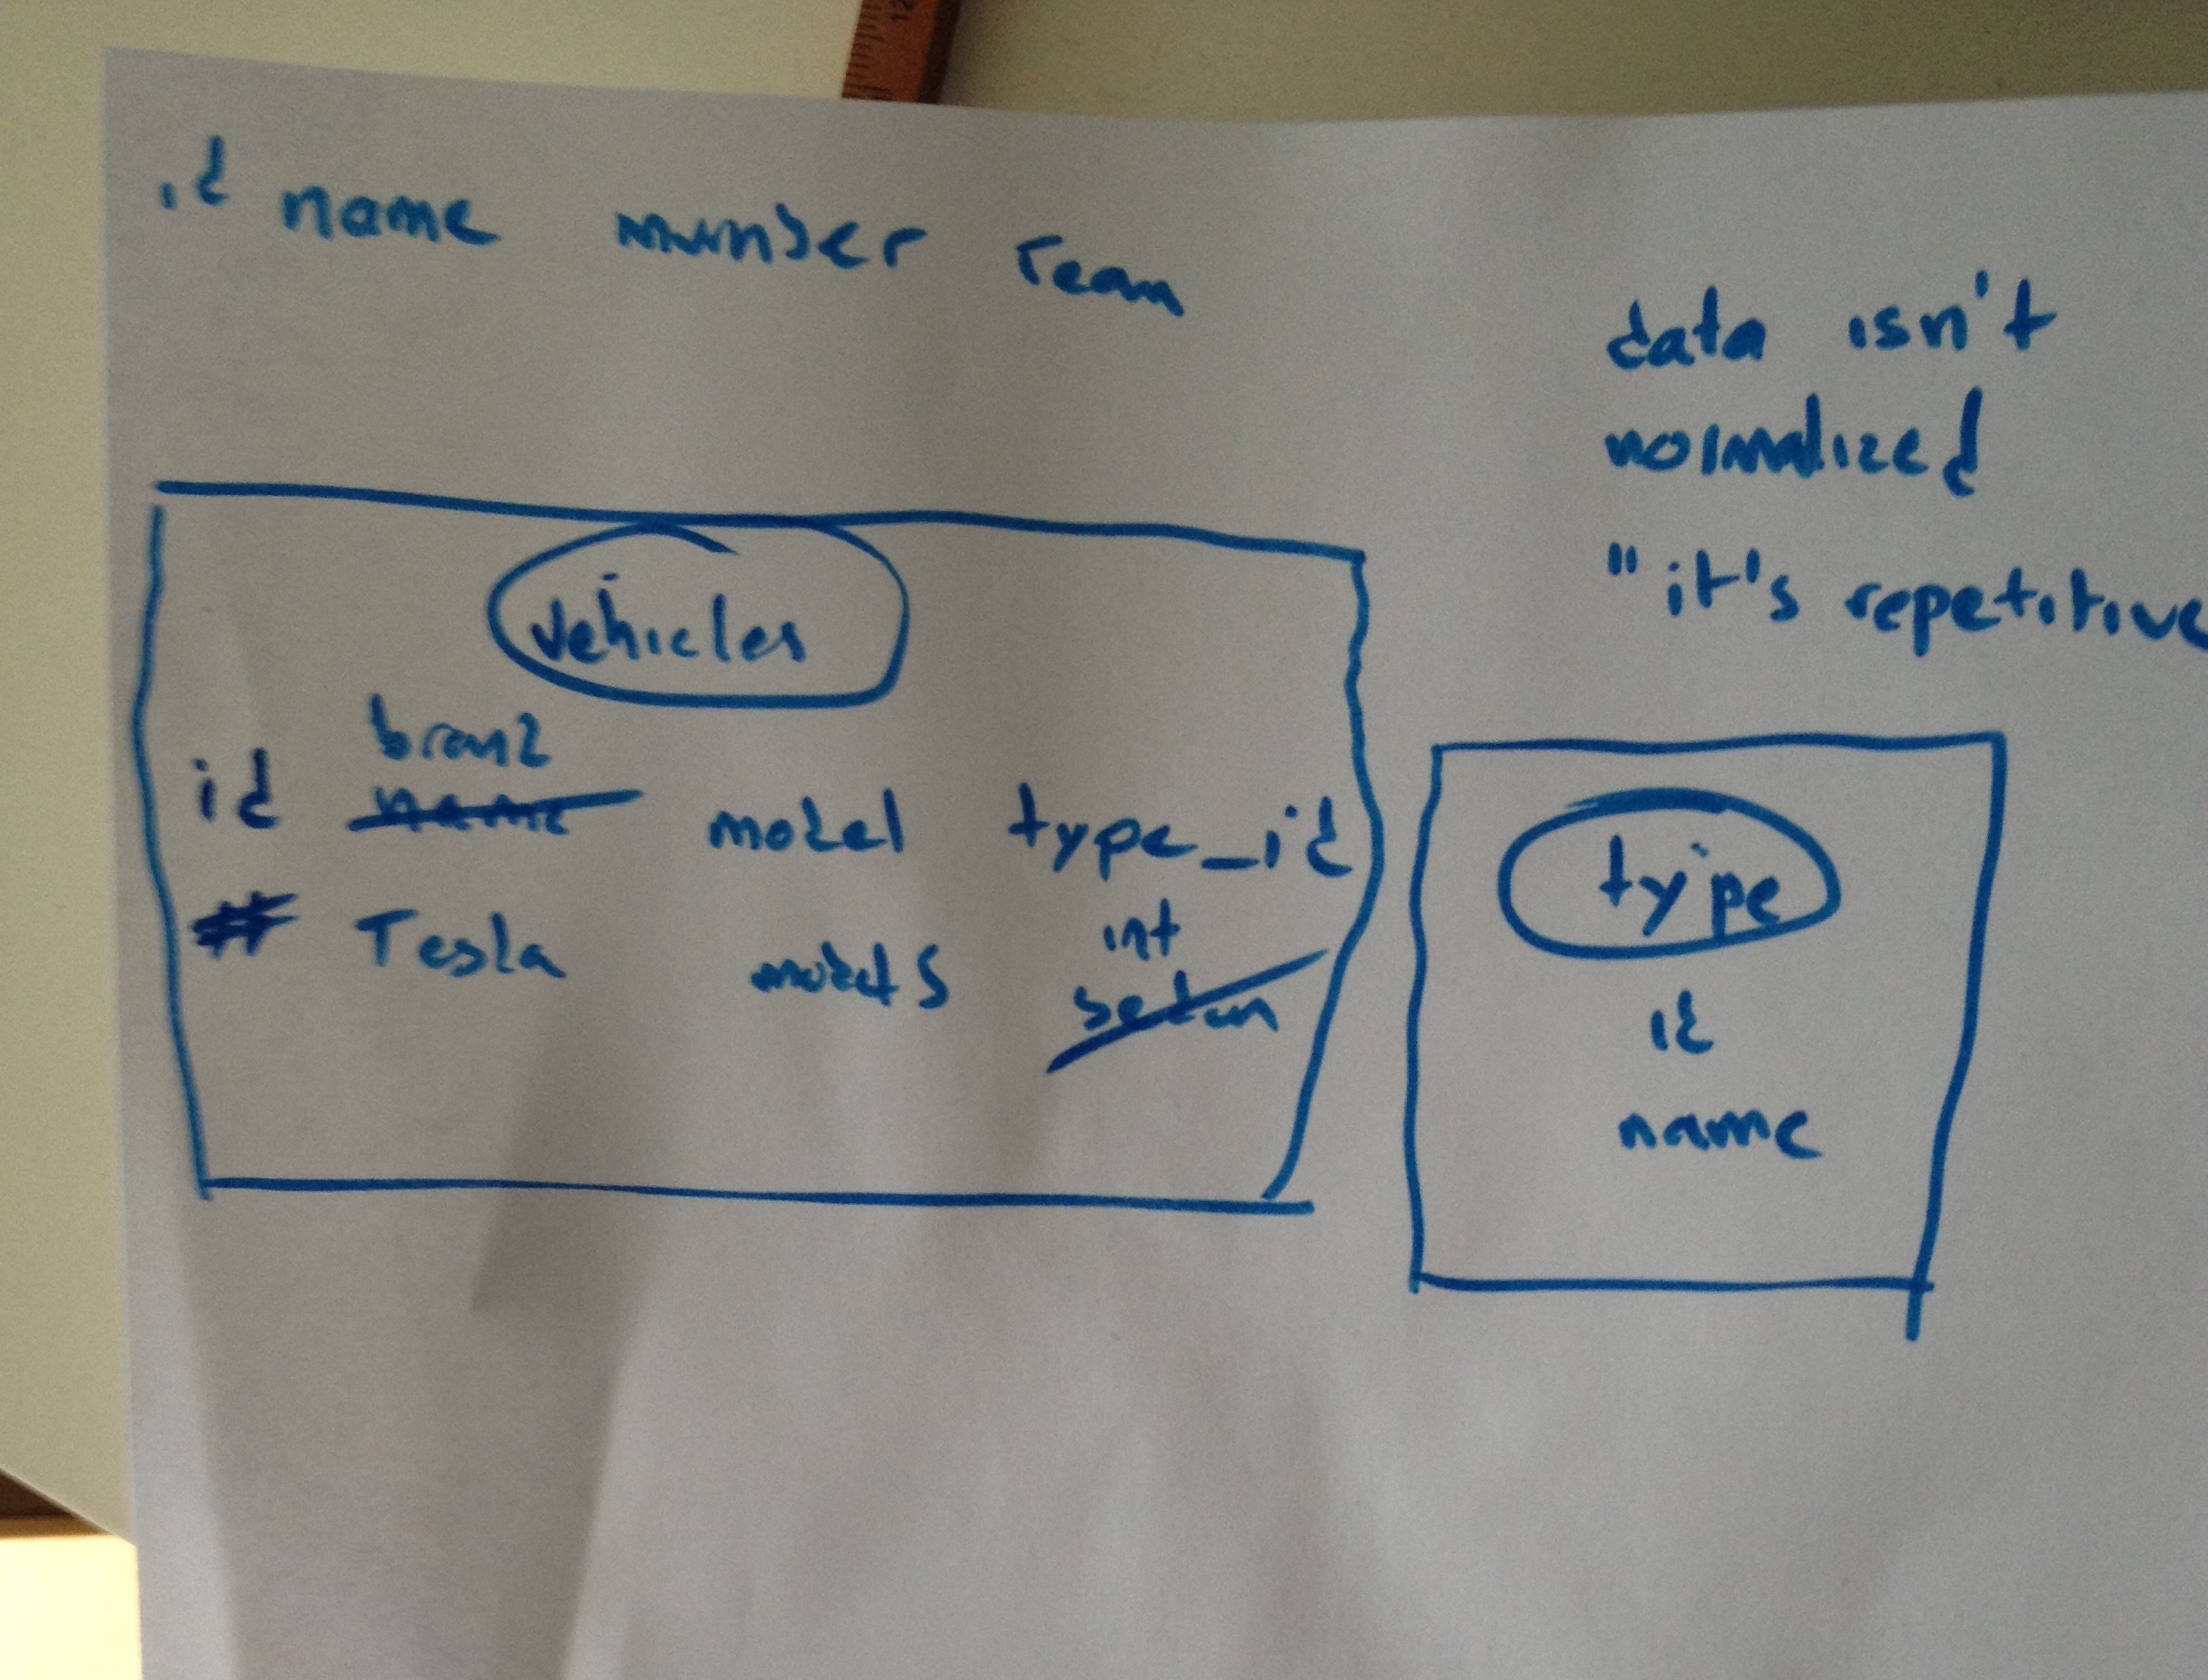 12
id name number Team
data isn't
normalized
"it's repetitive
vehicles
brand
id name model type_id
# Tesla model S int
sedan
type
id
name